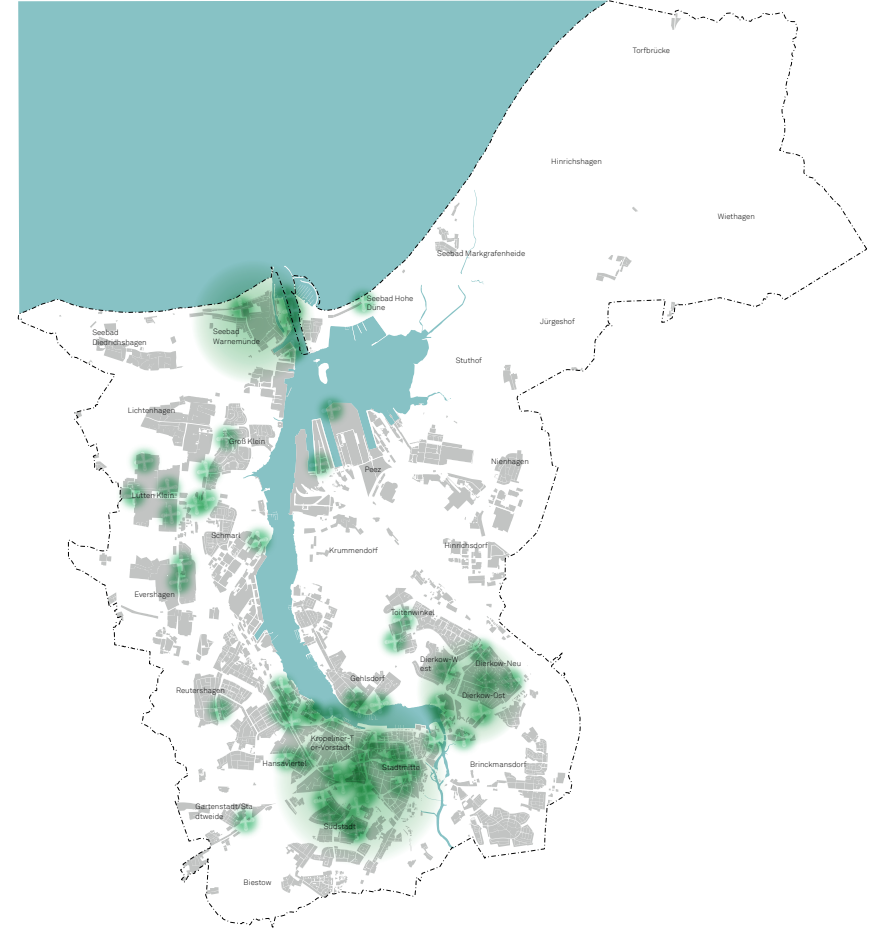 Torfbrücke
Hinrichshagen
Wiethagen
Seebad Markgrafenheide
Seebad Hohe
Düne
Jürgeshof
Seebad
Diedrichshagen
Seebad
Warnemünde
Stuthof
Lichtenhagen
Groß Klein
Nienhagen
Peez
Lütten Klein
Schmarl
Hinrichsdorf
Krummendorf
Evershagen
Toitenwinkel
Dierkow-W
est
Dierkow-Neu
Gehlsdorf
Reutershagen
Dierkow-Ost
Kröpeliner-T
or-Vorstadt
Hansaviertel
Stadtmitte
Brinckmansdorf
Gartenstadt/Sta
dtweide
Südstadt
Biestow